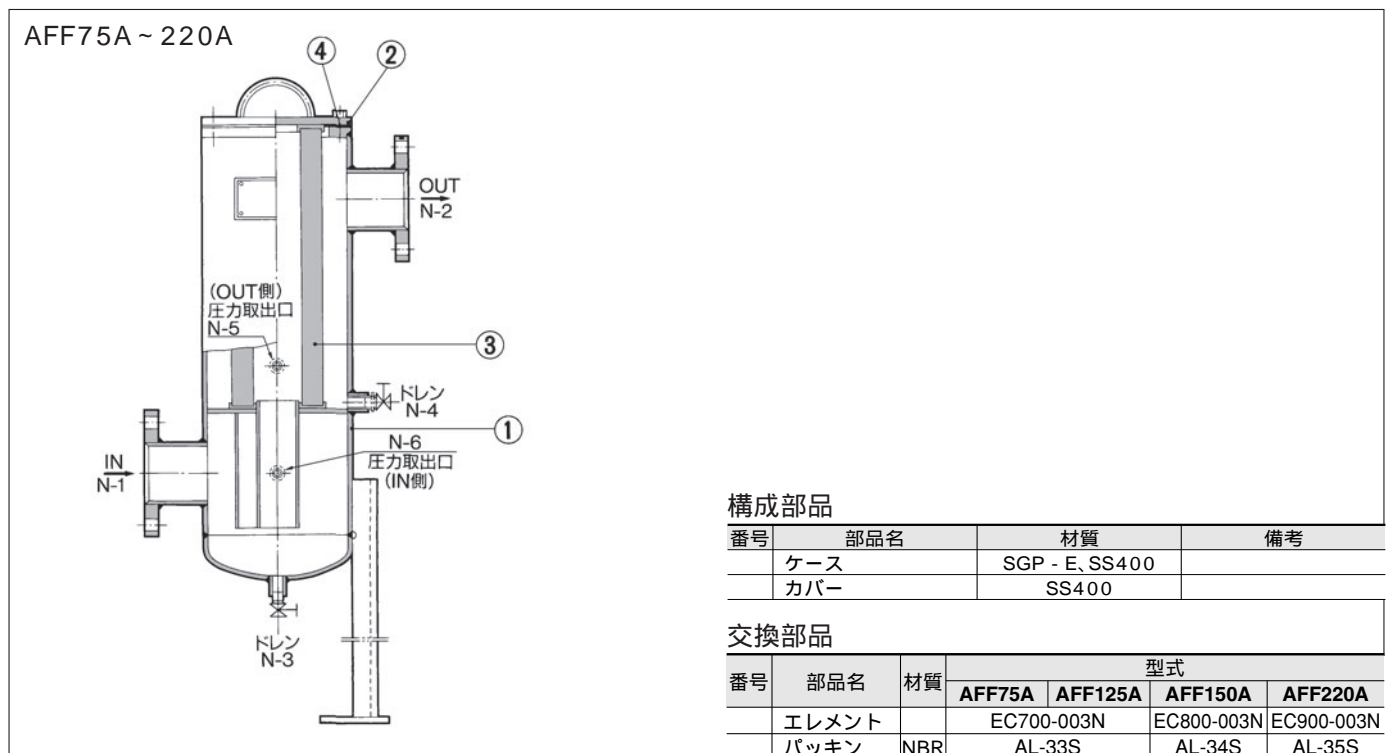 AFF75A ~ 220A
④
②
OUT
N-2
(OUT側)
圧力取出口
N-5
③
ドレン
N-4
①
N-6
圧力取出口
(IN側)
IN
N-1
ドレン
N-3
構成部品
番号 部品名 材質 備考
ケース SGP - E、SS400
カバー SS400
交換部品
番号 部品名 材質 型式
AFF75A AFF125A AFF150A AFF220A
エレメント EC700-003N EC800-003N EC900-003N
パッキン NBR AL-33S AL-34S AL-35S